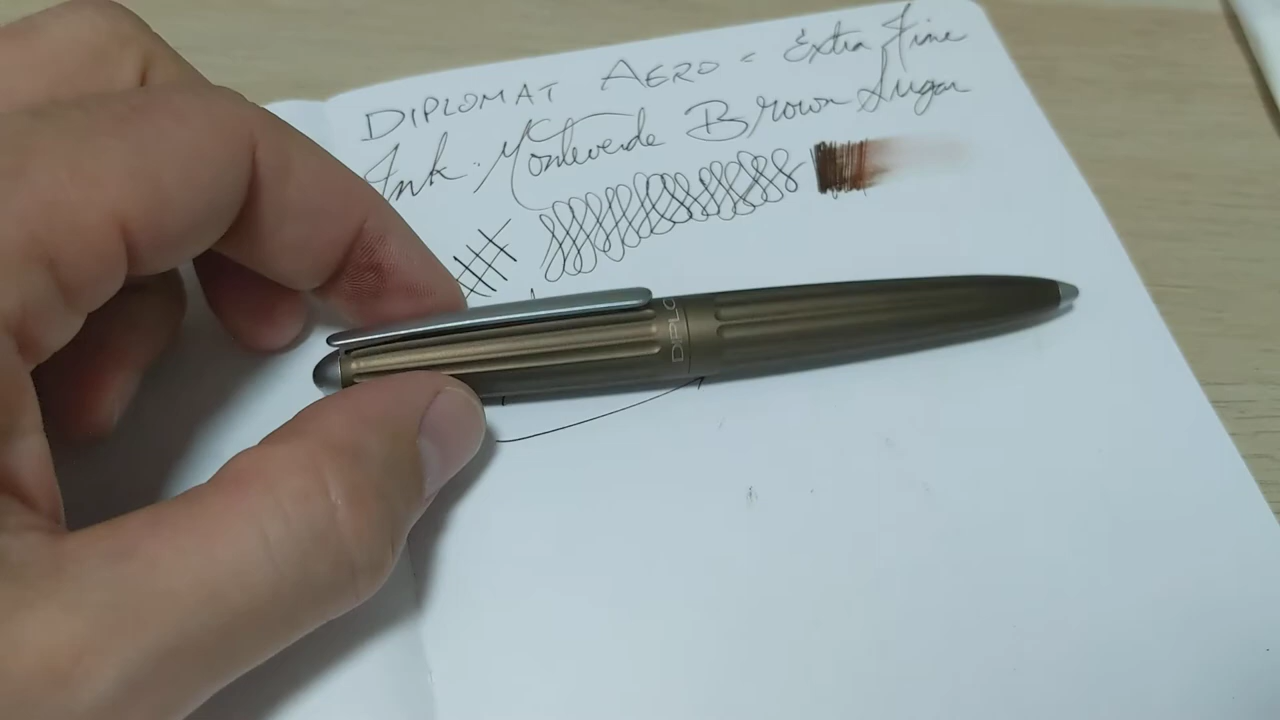 DIPLOMAT AERO - Extra Fine
Ink: Monteverde Brown Sugar
DIPLO